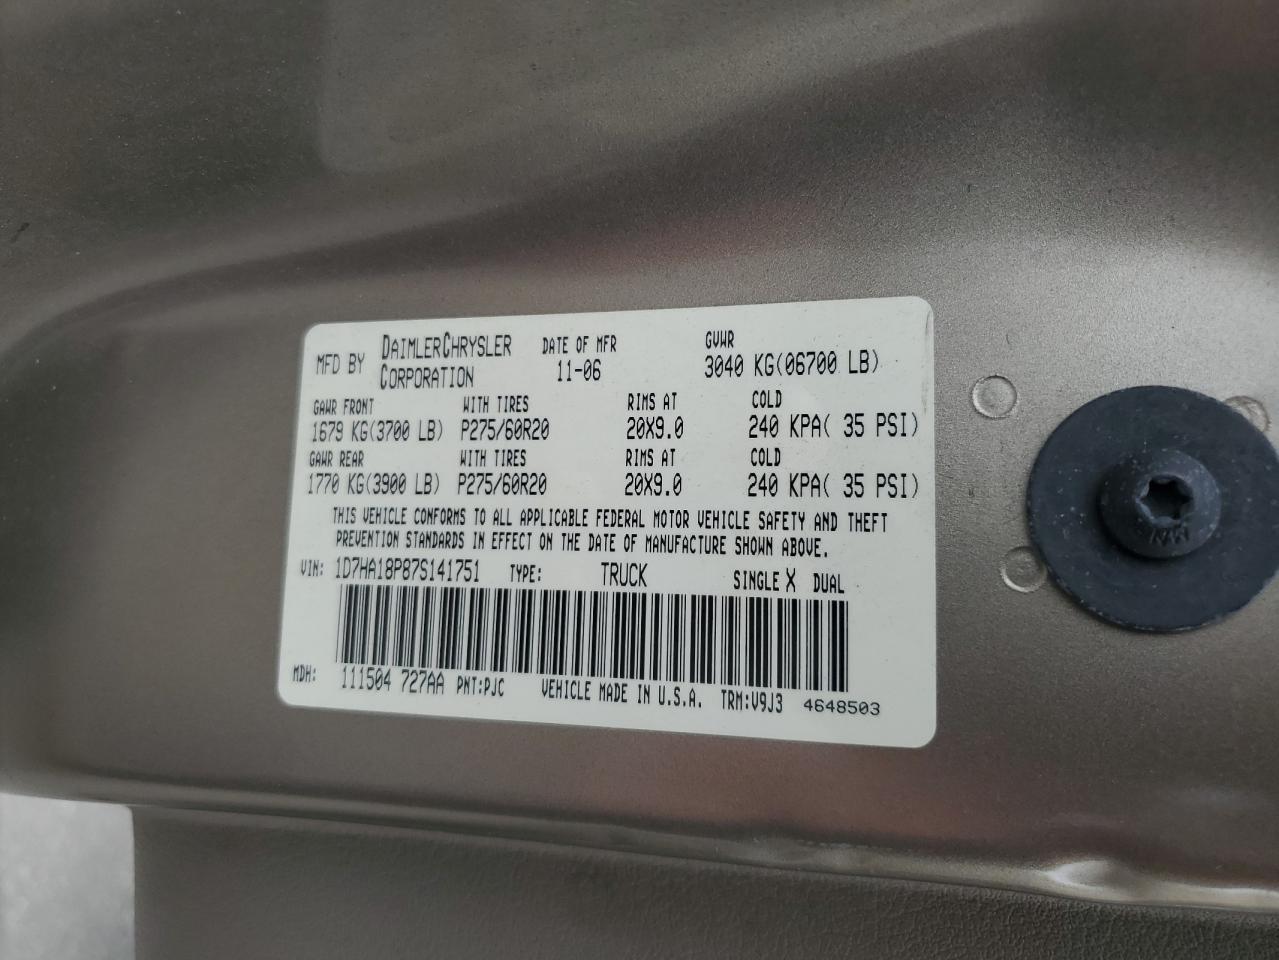 MFD BY DAIMLERCHRYSLER CORPORATION DATE OF MFR 11-06 GVWR 3040 KG(06700 LB)
GAWR FRONT WITH TIRES RIMS AT COLD
1679 KG(3700 LB) P275/60R20 20X9.0 240 KPA( 35 PSI)
GAWR REAR WITH TIRES RIMS AT COLD
1770 KG(3900 LB) P275/60R20 20X9.0 240 KPA( 35 PSI)
THIS VEHICLE CONFORMS TO ALL APPLICABLE FEDERAL MOTOR VEHICLE SAFETY AND THEFT
PREVENTION STANDARDS IN EFFECT ON THE DATE OF MANUFACTURE SHOWN ABOVE.
VIN: 1D7HA18P87S141751 TYPE: TRUCK SINGLE X DUAL
MDH: 111504 727AA PNT:PJC VEHICLE MADE IN U.S.A. TRM:V9J3 4648503